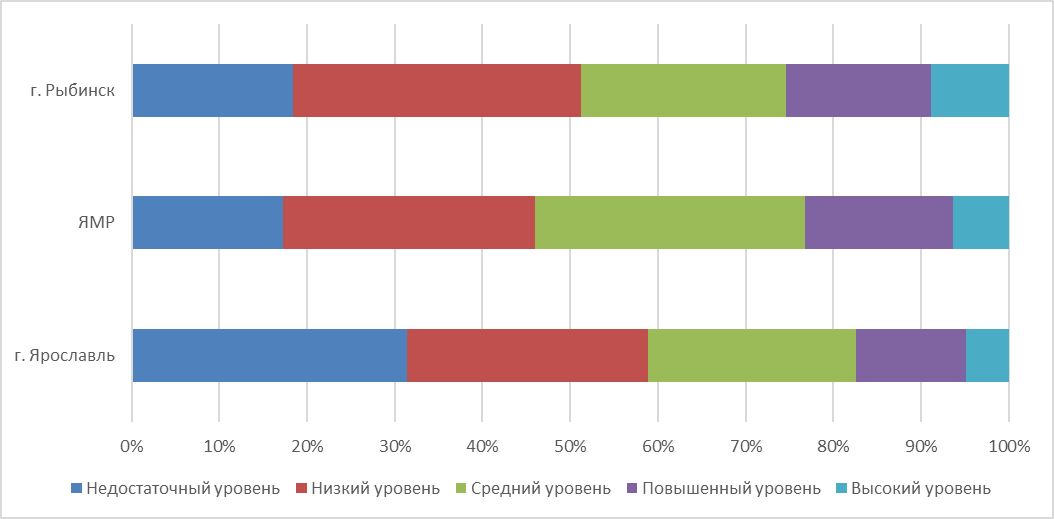 г. Рыбинск
ЯМР
г. Ярославль
0% 10% 20% 30% 40% 50% 60% 70% 80% 90% 100%
Недостаточный уровень Низкий уровень Средний уровень Повышенный уровень Высокий уровень